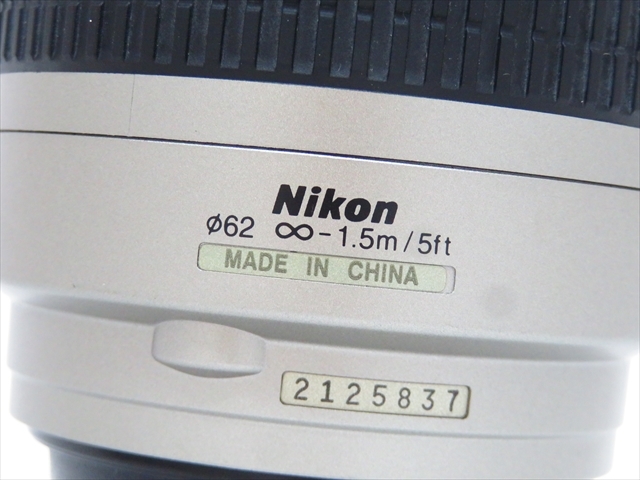 Nikon
ø62 ∞-1.5m/5ft
MADE IN CHINA
2125837